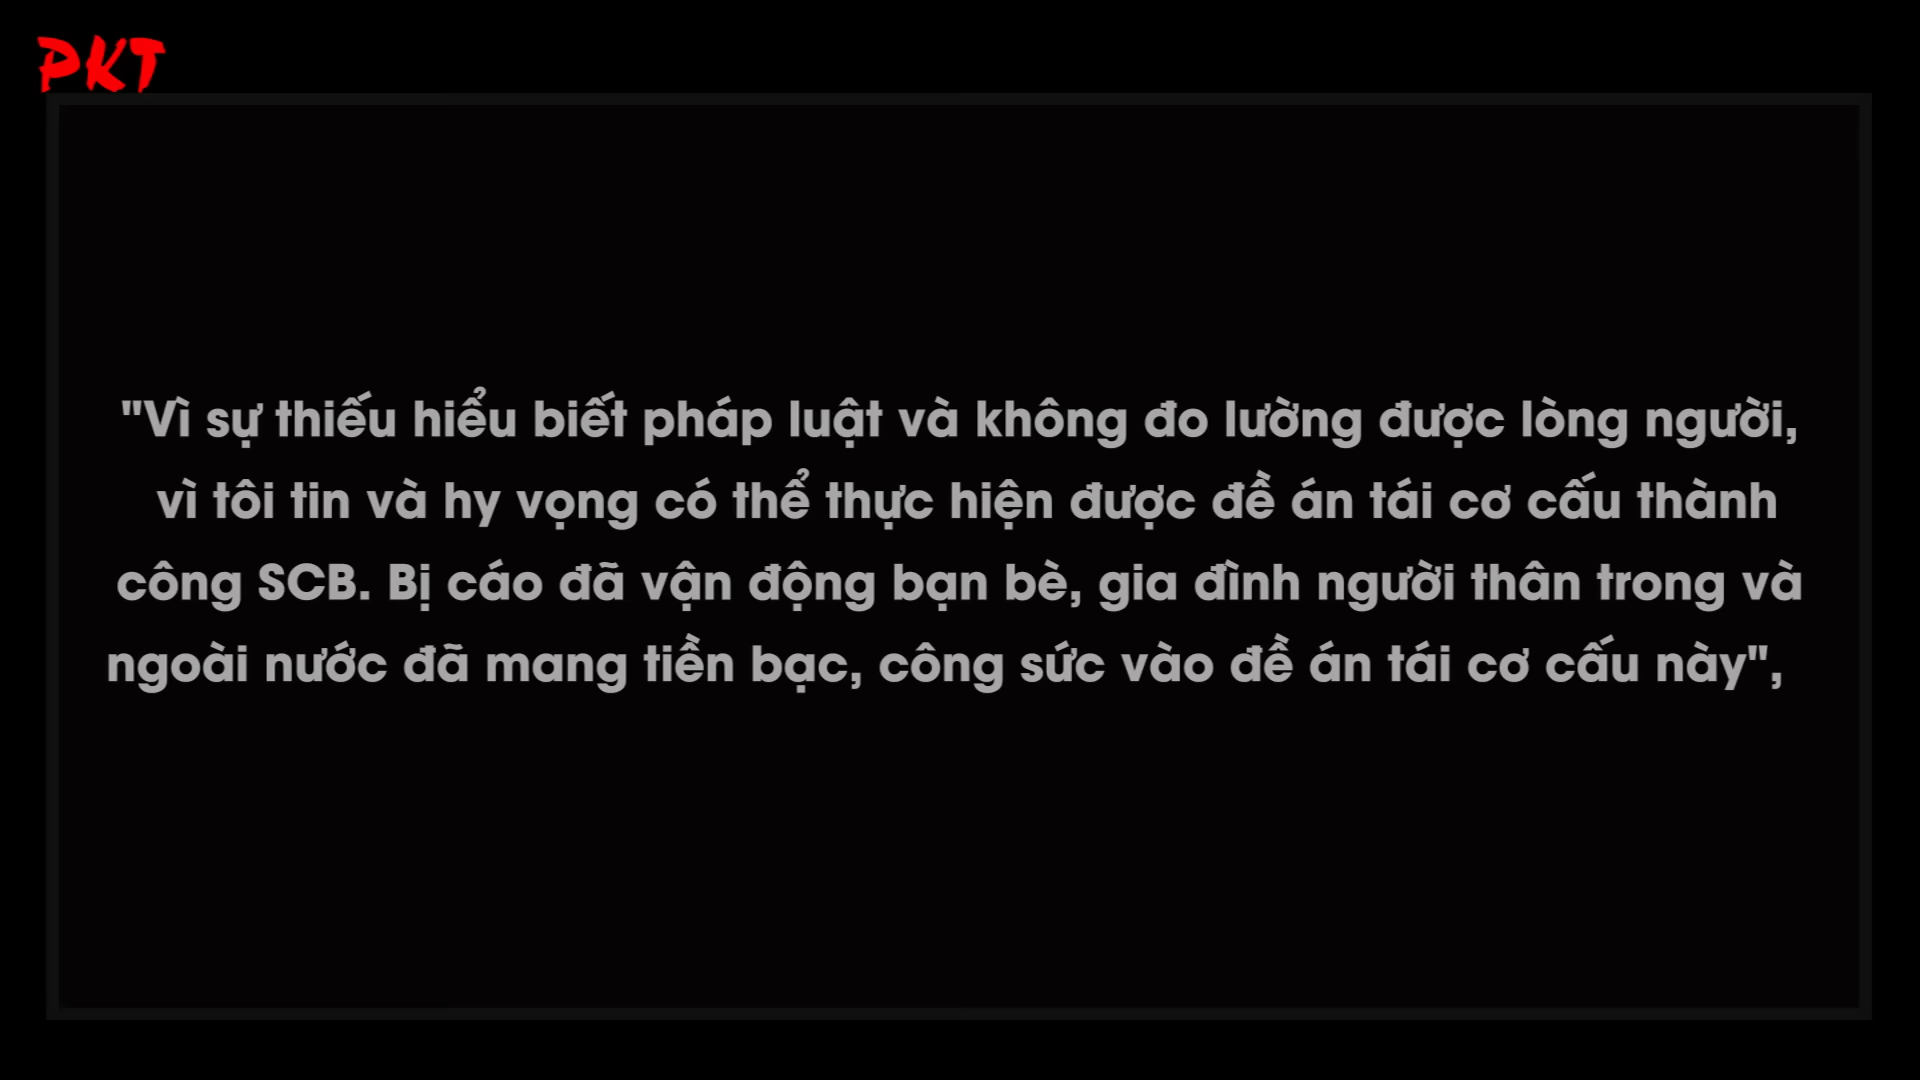 PKT
"Vì sự thiếu hiểu biết pháp luật và không đo lường được lòng người,
vì tôi tin và hy vọng có thể thực hiện được đề án tái cơ cấu thành
công SCB. Bị cáo đã vận động bạn bè, gia đình người thân trong và
ngoài nước đã mang tiền bạc, công sức vào đề án tái cơ cấu này",